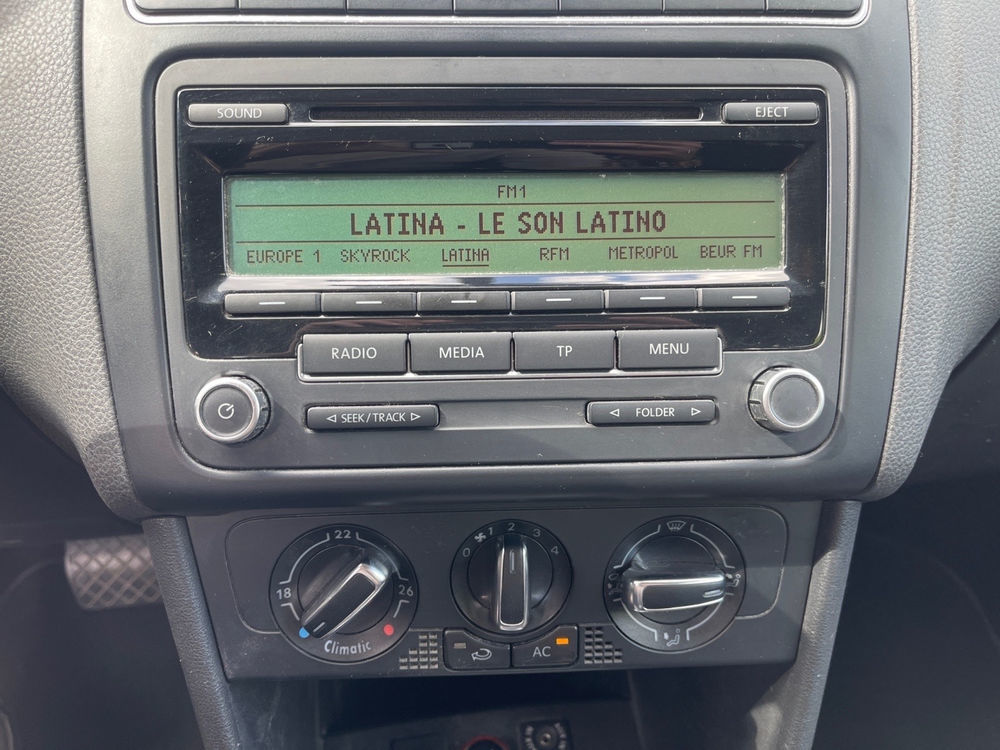 SOUND EJECT
FM1
LATINA - LE SON LATINO
EUROPE 1 SKYROCK LATINA RFM METROPOL BEUR FM
RADIO MEDIA TP MENU
SEEK/TRACK FOLDER
22
18 26
Climatic
0 1 2 3 4
AC